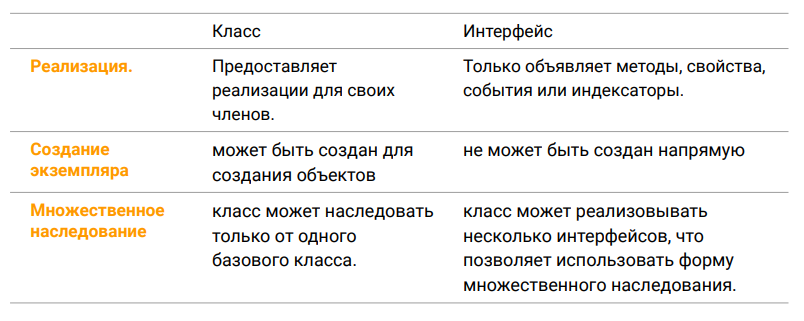 Класс
Интерфейс
Реализация.
Предоставляет
реализации для своих
членов.
Только объявляет методы, свойства,
события или индексаторы.
Создание
экземпляра
может быть создан для
создания объектов
не может быть создан напрямую
Множественное
наследование
класс может наследовать
только от одного
базового класса.
класс может реализовывать
несколько интерфейсов, что
позволяет использовать форму
множественного наследования.